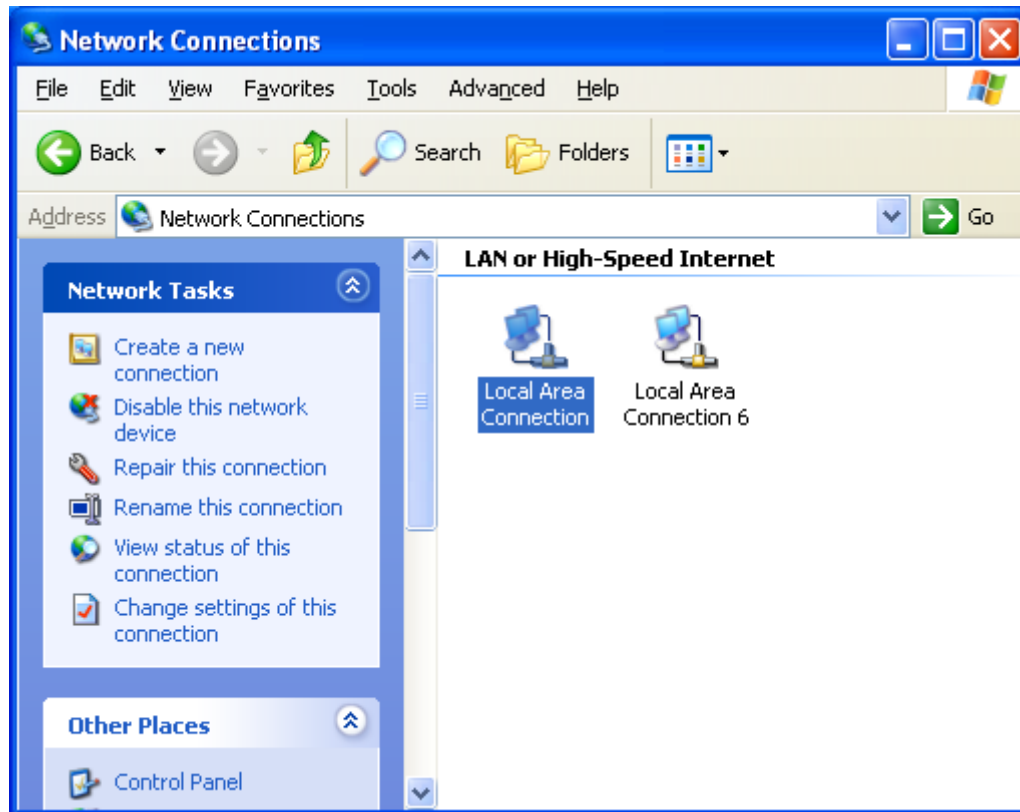 Network Connections
File Edit View Favorites Tools Advanced Help
Back Search Folders
Address Network Connections Go
Network Tasks
Create a new
connection
Disable this network
device
Repair this connection
Rename this connection
View status of this
connection
Change settings of this
connection
Other Places
Control Panel
LAN or High-Speed Internet
Local Area
Connection
Local Area
Connection 6